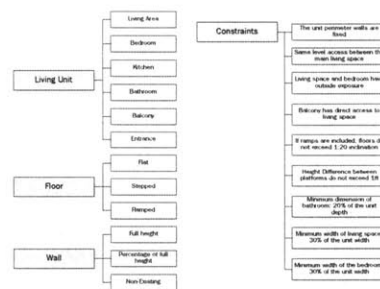 Living Unit
Living Area
Bedroom
Kitchen
Bathroom
Balcony
Entrance
Floor
Flat
Stepped
Ramped
Wall
Full height
Percentage of full
height
Non-Existing
Constraints
The unit perimeter walls are
fixed
Same level access between the
main living space
Living space and bedroom has
outside exposure
Balcony has direct access to
living space
If ramps are included, floors do
not exceed 1:20 inclination
Height Difference between
platforms do not exceed 18
Minimum dimension of
bathroom: 20% of the unit
depth
Minimum width of living space
30% of the unit width
Minimum width of the bedroom
30% of the unit width